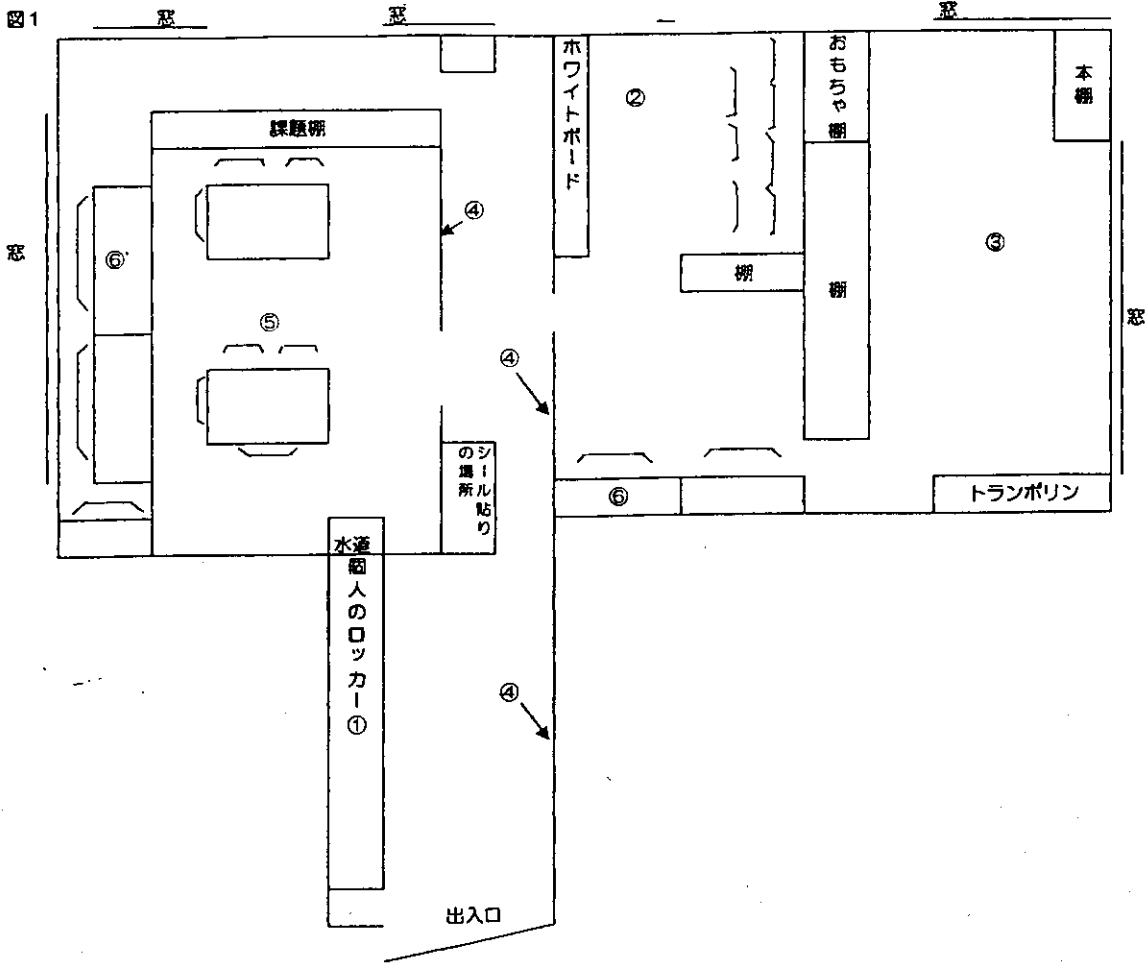 図1
窓
窓
窓
ホワイトボード
②
おもちゃ棚
本棚
課題棚
④
窓
⑥
③
棚
棚
窓
⑤
④
シール貼り
の場所
⑥
トランポリン
水道
個人のロッカー①
④
出入口